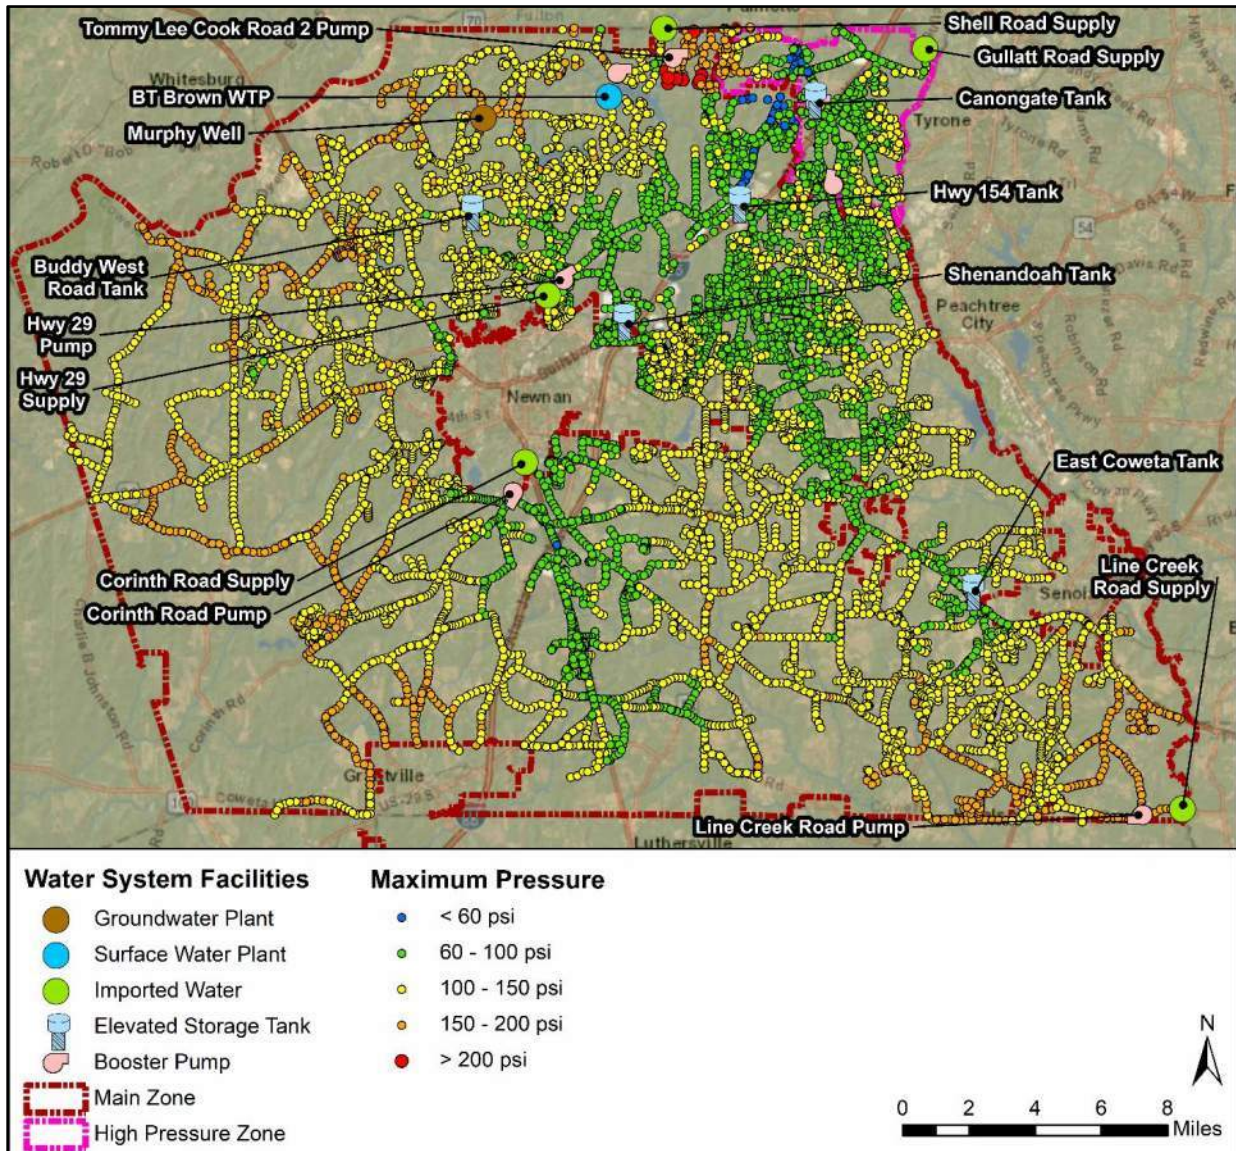 Tommy Lee Cook Road 2 Pump
Shell Road Supply
Gullatt Road Supply
Whitesburg
BT Brown WTP
Canongate Tank
Murphy Well
Tyrone
Hwy 154 Tank
54
Buddy West
Road Tank
Shenandoah Tank
Peachtree
City
Hwy 29
Pump
Hwy 29
Supply
Newnan
East Coweta Tank
Corinth Road Supply
Corinth Road Pump
Line Creek
Road Supply
Corinth Rd
US-29 S
Line Creek Road Pump
Luthersville
Water System Facilities
Groundwater Plant
Surface Water Plant
Imported Water
Elevated Storage Tank
Booster Pump
Main Zone
High Pressure Zone
Maximum Pressure
< 60 psi
60 - 100 psi
100 - 150 psi
150 - 200 psi
> 200 psi
N
0 2 4 6 8
Miles